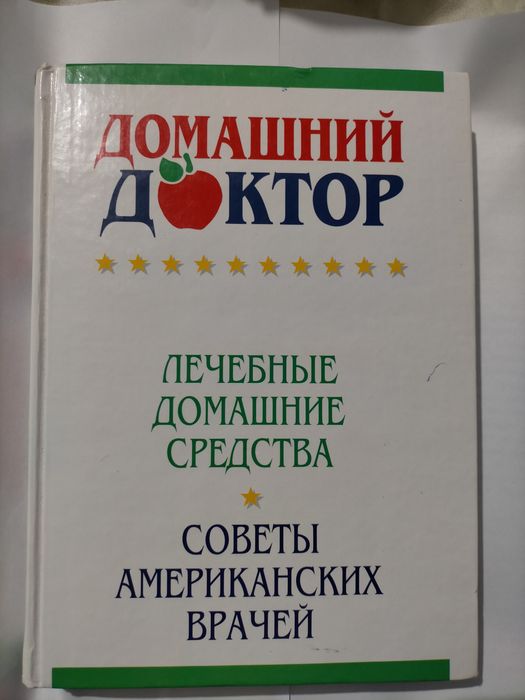 ДОМАШНИЙ
ДОКТОР
ЛЕЧЕБНЫЕ
ДОМАШНИЕ
СРЕДСТВА
СОВЕТЫ
АМЕРИКАНСКИХ
ВРАЧЕЙ